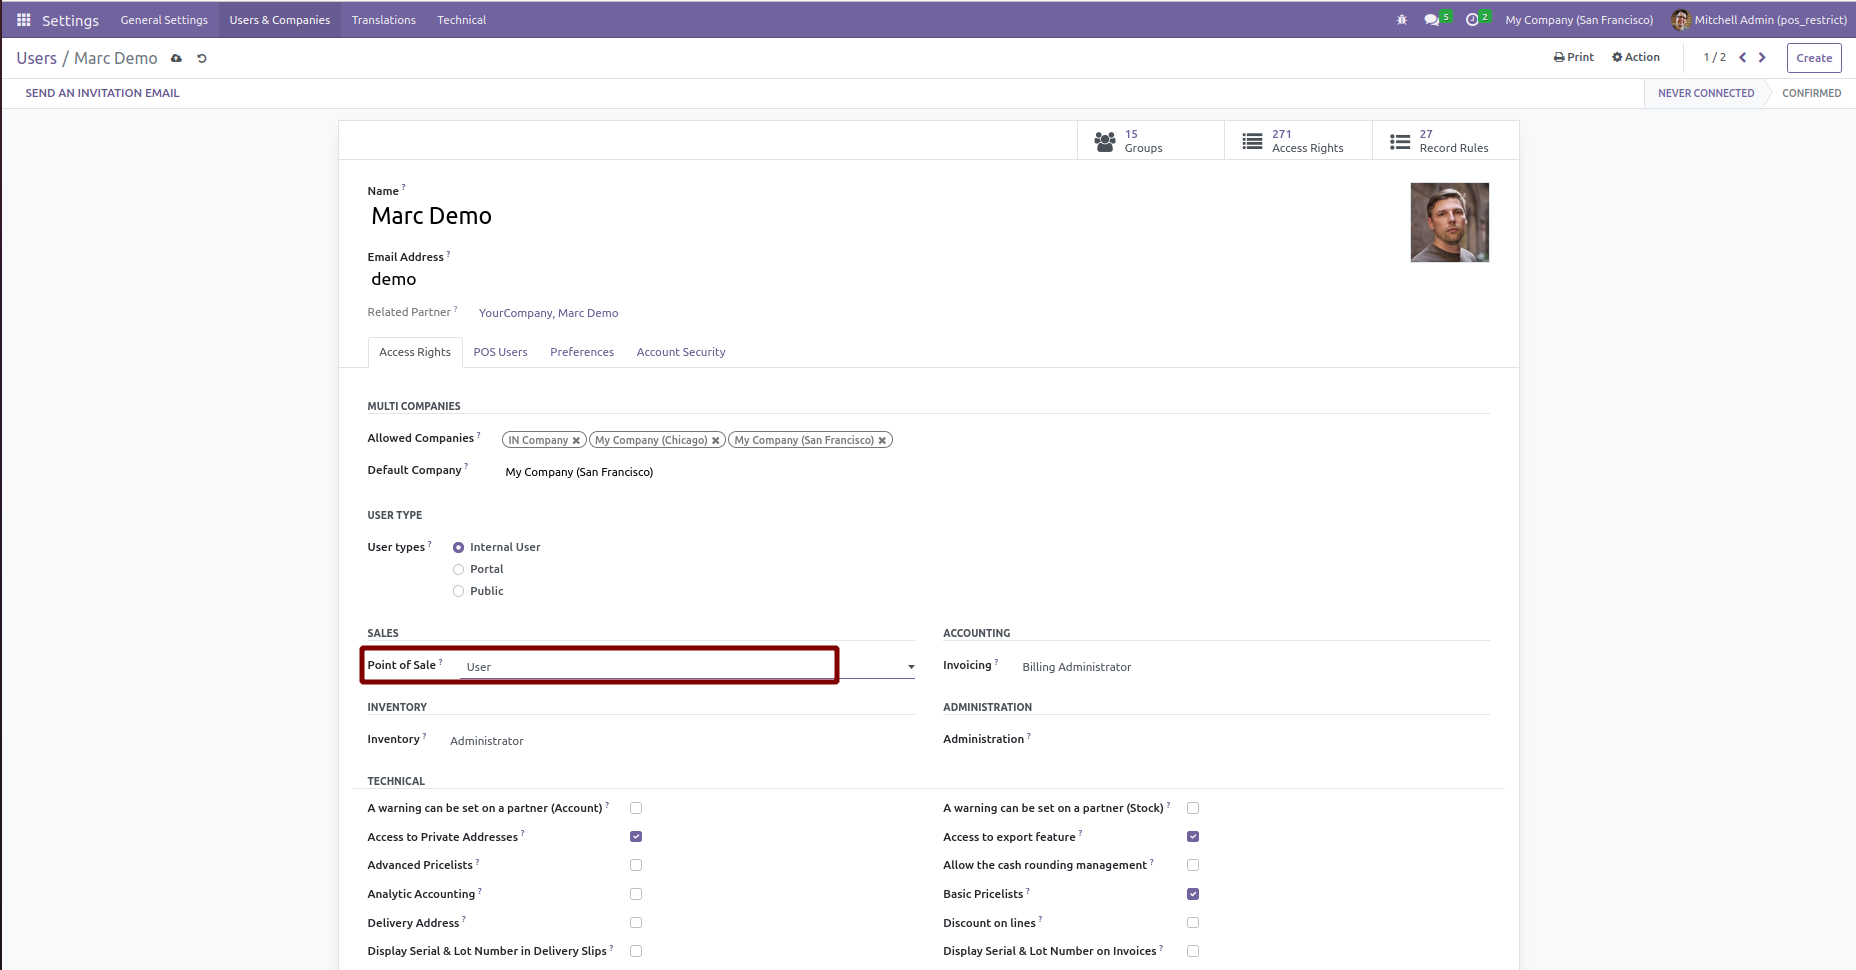 Settings General Settings Users & Companies Translations Technical 5 2 My Company (San Francisco) Mitchell Admin (pos_restrict)
Users / Marc Demo Print Action 1 / 2 Create
SEND AN INVITATION EMAIL NEVER CONNECTED CONFIRMED
15 Groups 271 Access Rights 27 Record Rules
Name ?
Marc Demo
Email Address ?
demo
Related Partner ? YourCompany, Marc Demo
Access Rights POS Users Preferences Account Security
MULTI COMPANIES
Allowed Companies ? IN Company × My Company (Chicago) × My Company (San Francisco) ×
Default Company ? My Company (San Francisco)
USER TYPE
User types ? Internal User
Portal
Public
SALES ACCOUNTING
Point of Sale ? User Invoicing ? Billing Administrator
INVENTORY ADMINISTRATION
Inventory ? Administrator Administration ?
TECHNICAL
A warning can be set on a partner (Account) ? A warning can be set on a partner (Stock) ?
Access to Private Addresses ? Access to export feature ?
Advanced Pricelists ? Allow the cash rounding management ?
Analytic Accounting ? Basic Pricelists ?
Delivery Address ? Discount on lines ?
Display Serial & Lot Number in Delivery Slips ? Display Serial & Lot Number on Invoices ?